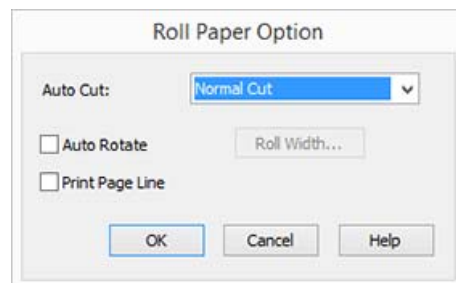 Roll Paper Option
Auto Cut: Normal Cut
Auto Rotate Roll Width...
Print Page Line
OK Cancel Help